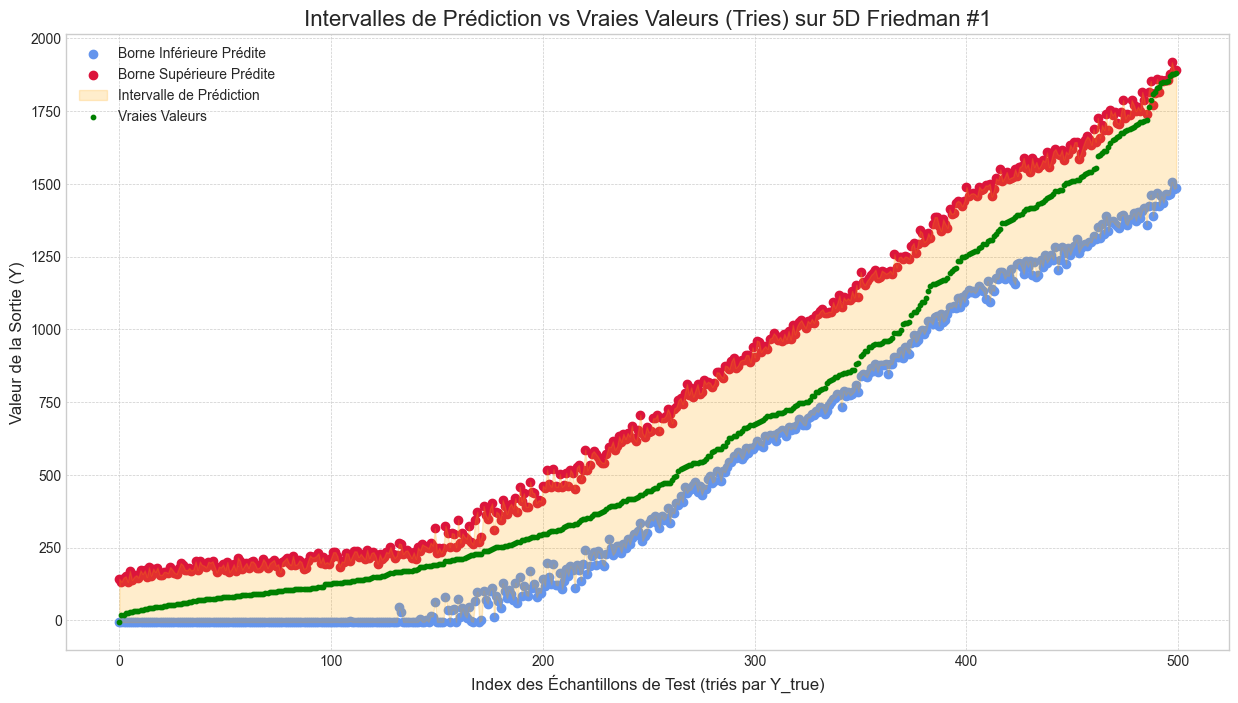 Intervalles de Prédiction vs Vraies Valeurs (Tries) sur 5D Friedman #1
Borne Inférieure Prédite
Borne Supérieure Prédite
Intervalle de Prédiction
Vraies Valeurs
Valeur de la Sortie (Y)
2000
1750
1500
1250
1000
750
500
250
0
0 100 200 300 400 500
Index des Échantillons de Test (triés par Y_true)